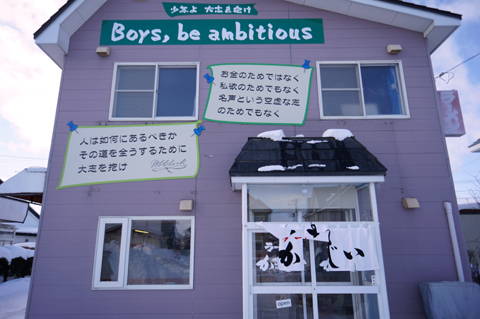 少年よ 大志を抱け
Boys, be ambitious
お金のためではなく
私欲のためでもなく
名声という空虚な志
のためでもなく
人は如何にあるべきか
その道を全うするために
大志を抱け
open